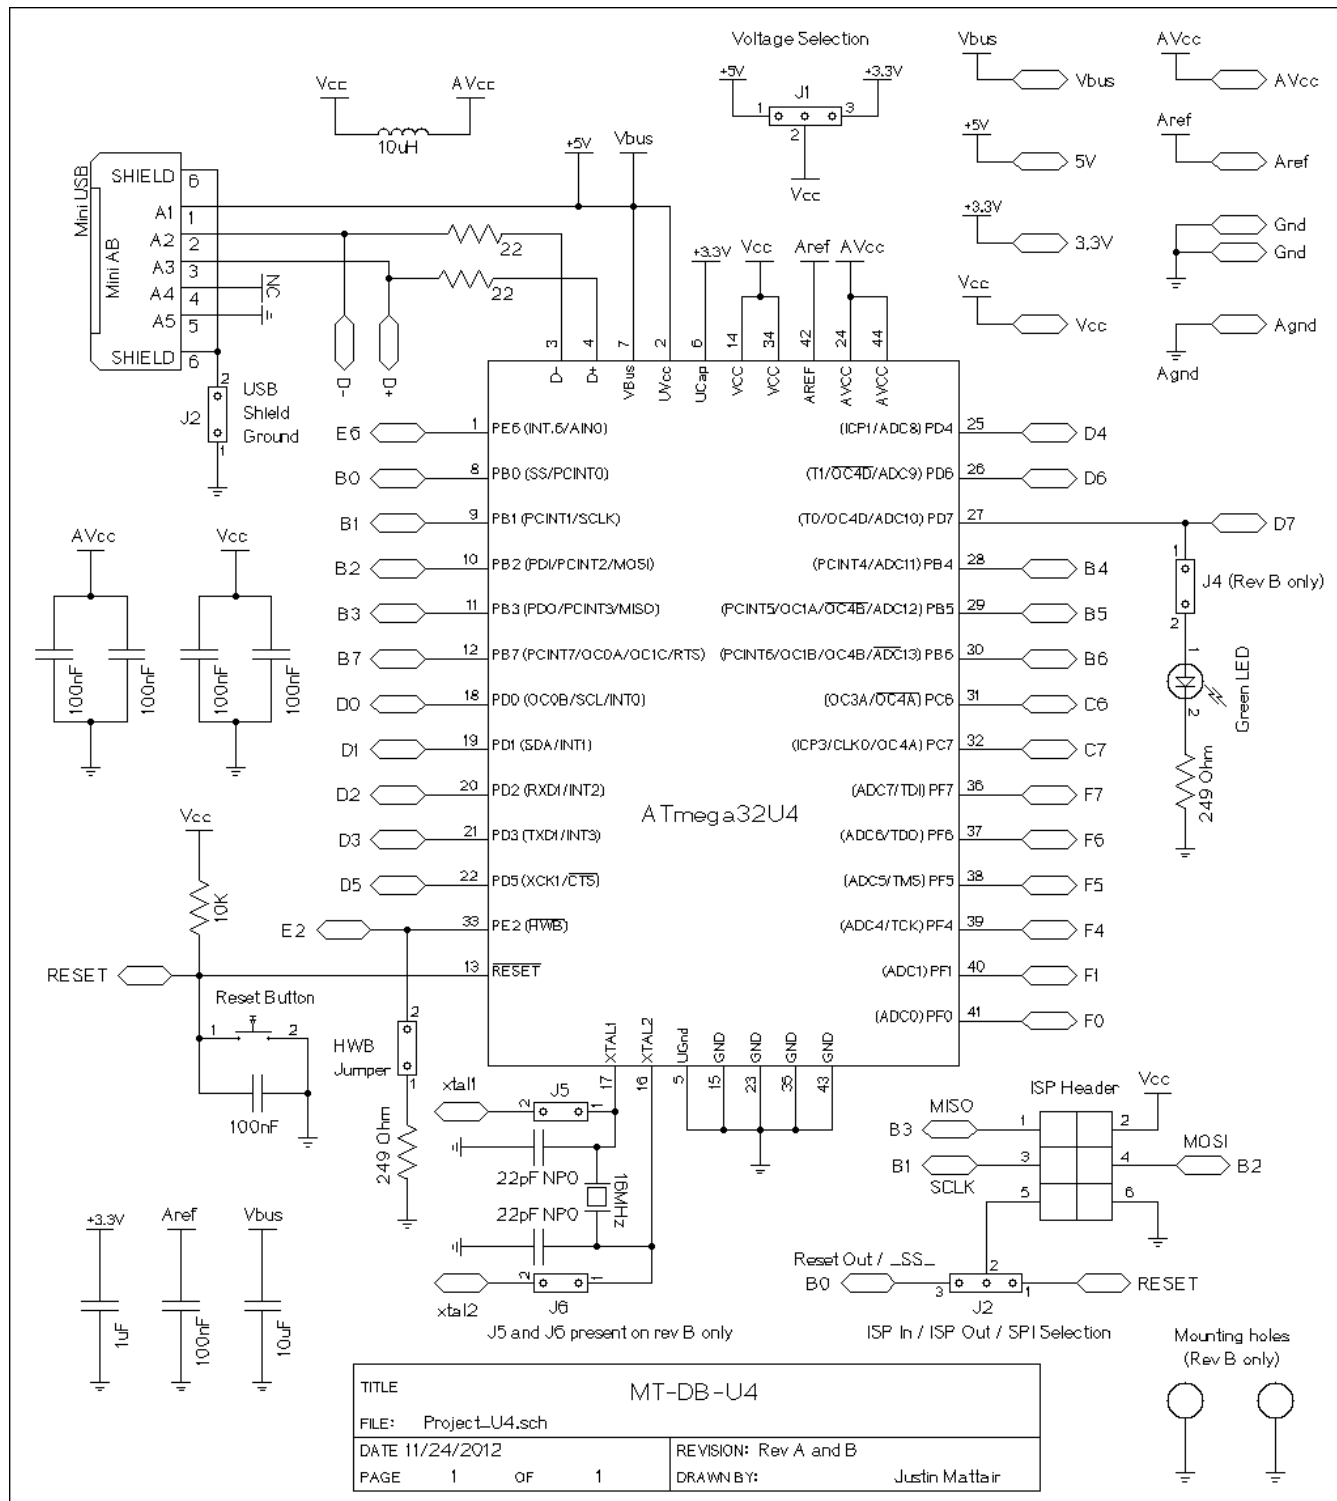 Voltage Selection
+5V
+3.3V
J1
1
3
2
Vcc
Vbus
Vbus
AVcc
AVcc
+5V
5V
Aref
Aref
+3.3V
3.3V
Gnd
Gnd
Vcc
Vcc
Agnd
Agnd
Vcc
AVcc
10uH
Mini USB
Mini AB
SHIELD 6
A1 1
A2 2
A3 3
A4 4
A5 5
SHIELD 6
NC
+5V
Vbus
22
22
D-
D+
J2
2
1
USB
Shield
Ground
+3.3V
Vcc
Aref
AVcc
3 D-
4 D+
7 VBus
2 UVcc
6 UCap
14 VCC
34 VCC
42 AREF
24 AVCC
44 AVCC
E6 1 PE6 (INT.6/AIN0)
B0 8 PB0 (SS/PCINT0)
B1 9 PB1 (PCINT1/SCLK)
B2 10 PB2 (PDI/PCINT2/MOSI)
B3 11 PB3 (PDO/PCINT3/MISO)
B7 12 PB7 (PCINT7/OC0A/OC1C/RTS)
D0 18 PD0 (OC0B/SCL/INT0)
D1 19 PD1 (SDA/INT1)
D2 20 PD2 (RXD1/INT2)
D3 21 PD3 (TXD1/INT3)
D5 22 PD5 (XCK1/CTS)
E2 33 PE2 (HWB)
RESET 13 RESET
ATmega32U4
(ICP1/ADC8) PD4 25 D4
(T1/OC4D/ADC9) PD6 26 D6
(T0/OC4D/ADC10) PD7 27 D7
(PCINT4/ADC11) PB4 28 B4
(PCINT5/OC1A/OC4B/ADC12) PB5 29 B5
(PCINT6/OC1B/OC4B/ADC13) PB6 30 B6
(OC3A/OC4A) PC6 31 C6
(ICP3/CLKO/OC4A) PC7 32 C7
(ADC7/TDI) PF7 36 F7
(ADC6/TDO) PF6 37 F6
(ADC5/TMS) PF5 38 F5
(ADC4/TCK) PF4 39 F4
(ADC1) PF1 40 F1
(ADC0) PF0 41 F0
XTAL1 17
XTAL2 16
UGnd 5
GND 15
GND 23
GND 35
GND 43
1
J4 (Rev B only)
2
1
Green LED
2
249 Ohm
AVcc
100nF
100nF
Vcc
100nF
100nF
Vcc
10K
Reset Button
1 2
100nF
2
HWB
Jumper
1
249 Ohm
xtal1
2
J5
1
22pF NPO
16MHz
22pF NPO
xtal2
2
J6
1
J5 and J6 present on rev B only
ISP Header
Vcc
MISO
B3 1 2
MOSI
B1 3 4 B2
SCLK
5 6
Reset Out / _SS_
B0 3 2 1 RESET
J2
ISP In / ISP Out / SPI Selection
+3.3V
1uF
Aref
100nF
Vbus
10uF
Mounting holes
(Rev B only)
TITLE MT-DB-U4
FILE: Project_U4.sch
DATE 11/24/2012 REVISION: Rev A and B
PAGE 1 OF 1 DRAWN BY: Justin Mattair